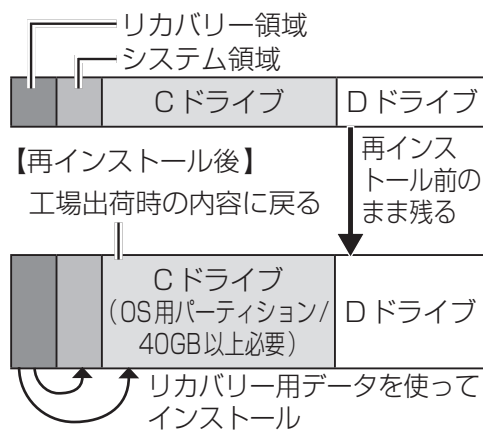 リカバリー領域
システム領域
Cドライブ
Dドライブ
【再インストール後】
工場出荷時の内容に戻る
再インス
トール前の
まま残る
Cドライブ
（OS用パーティション/
40GB以上必要）
Dドライブ
リカバリー用データを使って
インストール